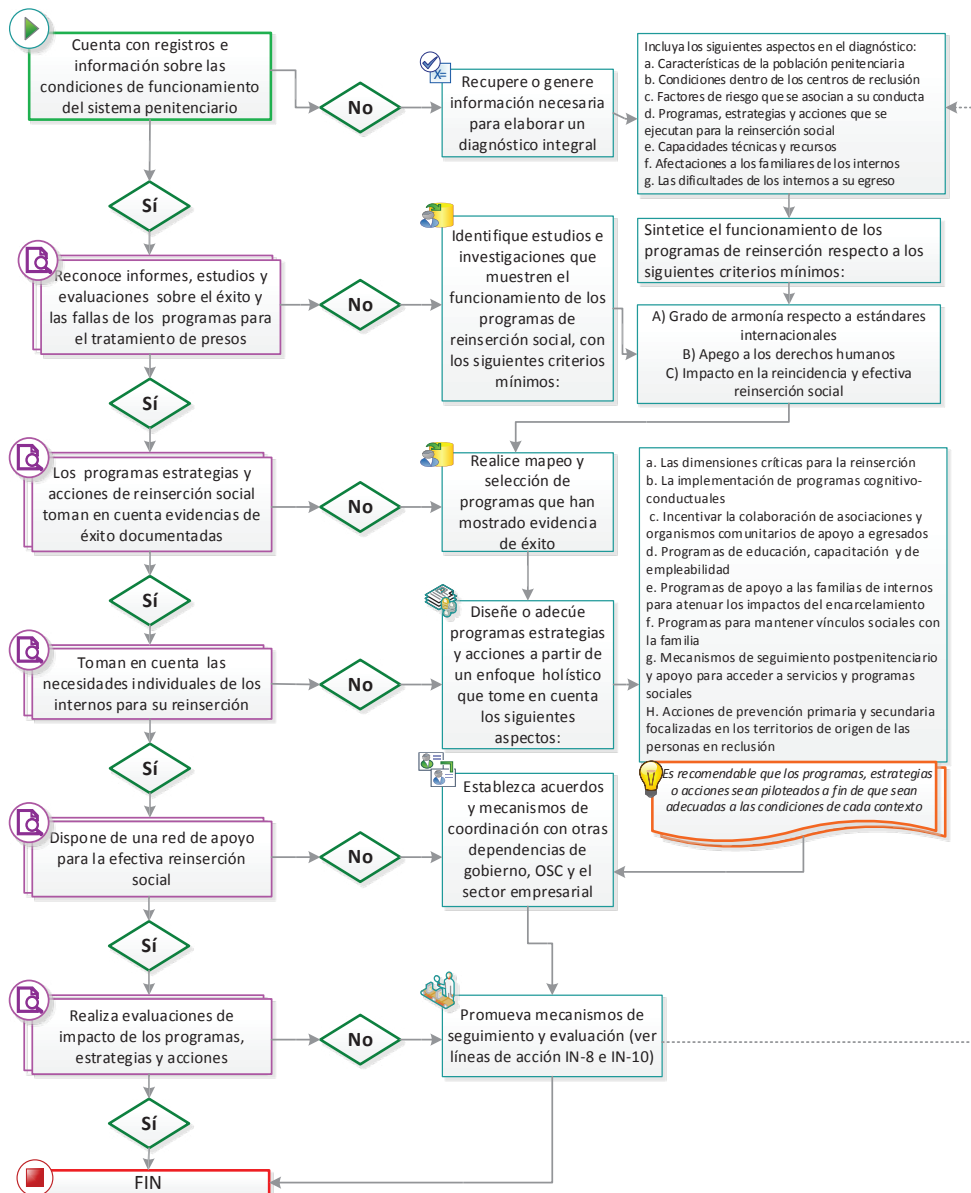 Cuenta con registros e
información sobre las
condiciones de funcionamiento
del sistema penitenciario
No
Recupere o genere
información necesaria
para elaborar un
diagnóstico integral
Incluya los siguientes aspectos en el diagnóstico:
a. Características de la población penitenciaria
b. Condiciones dentro de los centros de reclusión
c. Factores de riesgo que se asocian a su conducta
d. Programas, estrategias y acciones que se
ejecutan para la reinserción social
e. Capacidades técnicas y recursos
f. Afectaciones a los familiares de los internos
g. Las dificultades de los internos a su egreso
Sí
Sintetice el funcionamiento de los
programas de reinserción respecto a los
siguientes criterios mínimos:
Reconoce informes, estudios y
evaluaciones sobre el éxito y
las fallas de los programas para
el tratamiento de presos
No
Identifique estudios e
investigaciones que
muestren el
funcionamiento de los
programas de
reinserción social, con
los siguientes criterios
mínimos:
A) Grado de armonía respecto a estándares
internacionales
B) Apego a los derechos humanos
C) Impacto en la reincidencia y efectiva
reinserción social
Sí
Los programas estrategias y
acciones de reinserción social
toman en cuenta evidencias de
éxito documentadas
No
Realice mapeo y
selección de
programas que han
mostrado evidencia
de éxito
a. Las dimensiones críticas para la reinserción
b. La implementación de programas cognitivo-
conductuales
c. Incentivar la colaboración de asociaciones y
organismos comunitarios de apoyo a egresados
d. Programas de educación, capacitación y de
empleabilidad
e. Programas de apoyo a las familias de internos
para atenuar los impactos del encarcelamiento
f. Programas para mantener vínculos sociales con
la familia
g. Mecanismos de seguimiento postpenitenciario
y apoyo para acceder a servicios y programas
sociales
H. Acciones de prevención primaria y secundaria
focalizadas en los territorios de origen de las
personas en reclusión
Sí
Toman en cuenta las
necesidades individuales de los
internos para su reinserción
No
Diseñe o adecúe
programas estrategias
y acciones a partir de
un enfoque holístico
que tome en cuenta
los siguientes
aspectos:
Sí
Es recomendable que los programas, estrategias
o acciones sean piloteados a fin de que sean
adecuadas a las condiciones de cada contexto
Dispone de una red de apoyo
para la efectiva reinserción
social
No
Establezca acuerdos
y mecanismos de
coordinación con otras
dependencias de
gobierno, OSC y el
sector empresarial
Sí
Realiza evaluaciones de
impacto de los programas,
estrategias y acciones
No
Promueva mecanismos de
seguimiento y evaluación (ver
líneas de acción IN-8 e IN-10)
Sí
FIN